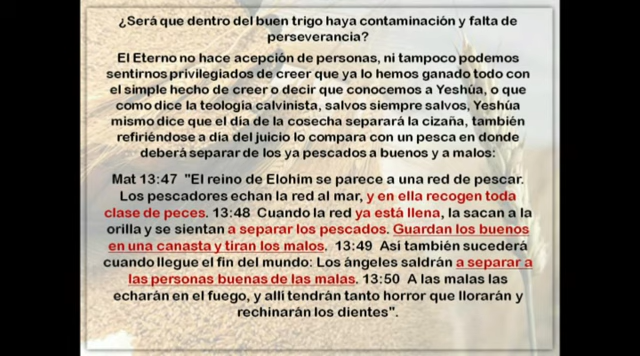 ¿Será que dentro del buen trigo haya contaminación y falta de
perseverancia?
El Eterno no hace acepción de personas, ni tampoco podemos
sentirnos privilegiados de creer que ya lo hemos ganado todo con
el simple hecho de creer o decir que conocemos a Yeshúa, o que
como dice la teologia calvinista, salvos siempre salvos, Yeshúa
mismo dice que el día de la cosecha separará la cizaña, también
refiriéndose a dia del juicio lo compara con un pesca en donde
deberá separar de los ya pescados a buenos y a malos:
Mat 13:47 "El reino de Elohim se parece a una red de pescar.
Los pescadores echan la red al mar, y en ella recogen toda
clase de peces. 13:48 Cuando la red ya está llena, la sacan a la
orilla y se sientan a separar los pescados. Guardan los buenos
en una canasta y tiran los malos. 13:49 Así también sucederá
cuando llegue el fin del mundo: Los ángeles saldrán a separar a
las personas buenas de las malas. 13:50 A las malas las
echarán en el fuego, y allí tendrán tanto horror que llorarán y
rechinarán los dientes".